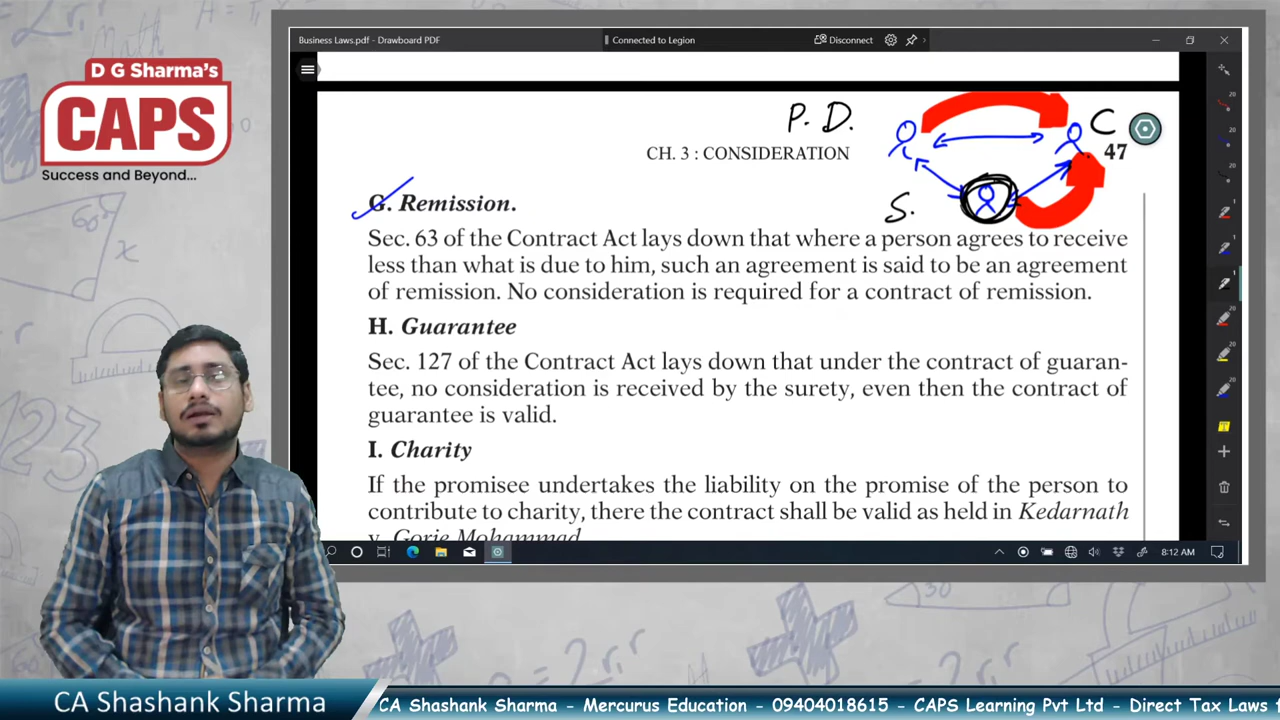 D G Sharma's
CAPS
Success and Beyond...
Business Laws.pdf - Drawboard PDF
Connected to Legion
Disconnect
P. D.
C
CH. 3 : CONSIDERATION
47
S.
G. Remission.
Sec. 63 of the Contract Act lays down that where a person agrees to receive
less than what is due to him, such an agreement is said to be an agreement
of remission. No consideration is required for a contract of remission.
H. Guarantee
Sec. 127 of the Contract Act lays down that under the contract of guaran-
tee, no consideration is received by the surety, even then the contract of
guarantee is valid.
I. Charity
If the promisee undertakes the liability on the promise of the person to
contribute to charity, there the contract shall be valid as held in Kedarnath
v. Gorie Mohammad
8:12 AM
CA Shashank Sharma
CA Shashank Sharma - Mercurus Education - 09404018615 - CAPS Learning Pvt Ltd - Direct Tax Laws